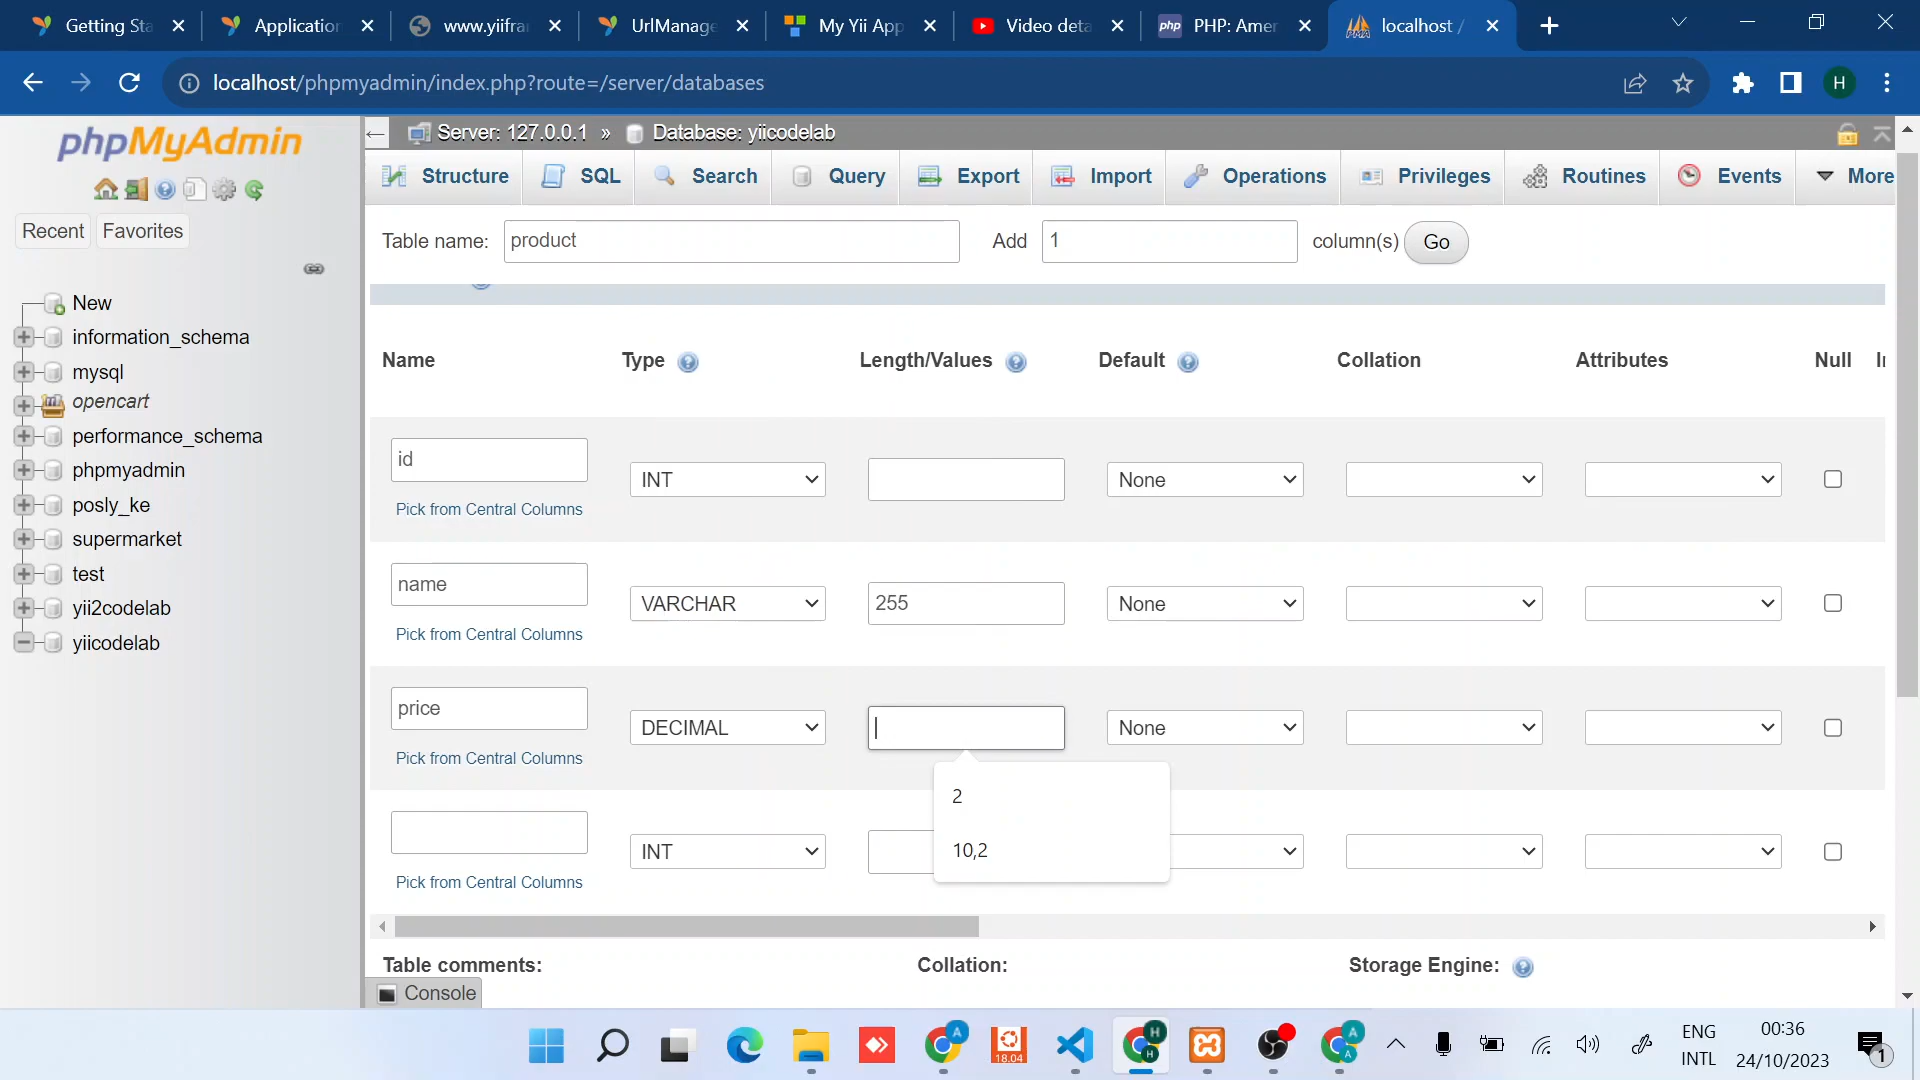 Getting Sta
Application
www.yiifra
UrlManage
My Yii App
Video deta
php
PHP: Amer
localhost /
localhost/phpmyadmin/index.php?route=/server/databases
H
phpMyAdmin
Recent
Favorites
New
information_schema
mysql
opencart
performance_schema
phpmyadmin
posly_ke
supermarket
test
yii2codelab
yiicodelab
Server: 127.0.0.1 » Database: yiicodelab
Structure
SQL
Search
Query
Export
Import
Operations
Privileges
Routines
Events
More
Table name: product Add 1 column(s) Go
Name Type Length/Values Default Collation Attributes Null
id INT None
Pick from Central Columns
name VARCHAR 255 None
Pick from Central Columns
price DECIMAL None
Pick from Central Columns
2
10,2
INT
Pick from Central Columns
Table comments: Collation: Storage Engine:
Console
A
18.04
H
H
A
A
ENG
INTL
00:36
24/10/2023
1